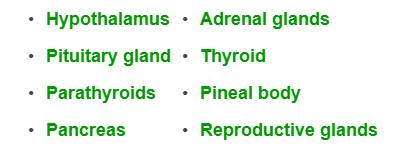 • Hypothalamus • Adrenal glands
• Pituitary gland • Thyroid
• Parathyroids • Pineal body
• Pancreas • Reproductive glands